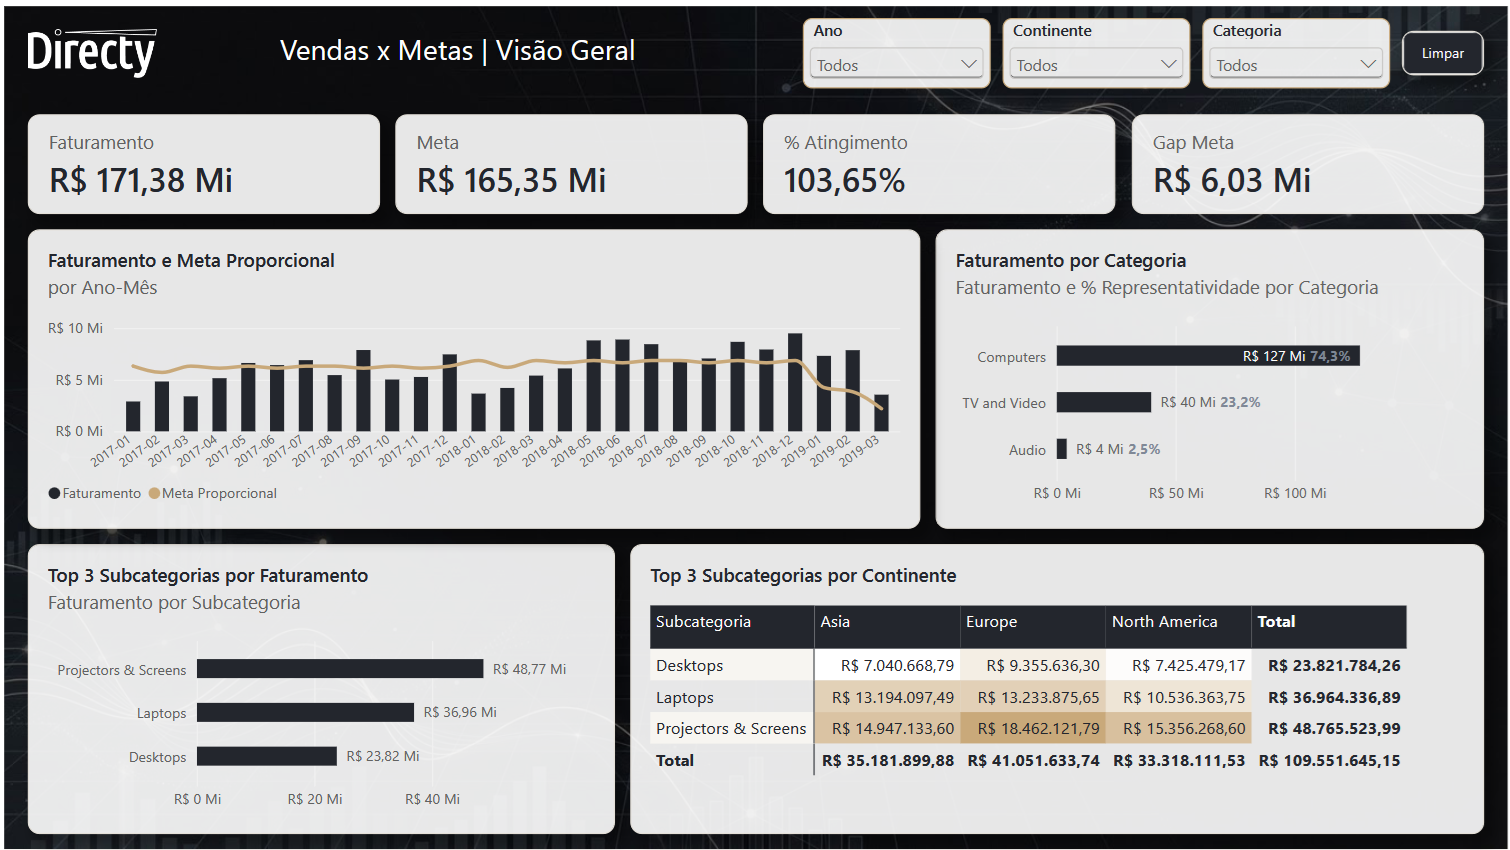 Directy
Vendas x Metas | Visão Geral
Ano
Todos
Continente
Todos
Categoria
Todos
Limpar
Faturamento
R$ 171,38 Mi
Meta
R$ 165,35 Mi
% Atingimento
103,65%
Gap Meta
R$ 6,03 Mi
Faturamento e Meta Proporcional
por Ano-Mês
R$ 10 Mi
R$ 5 Mi
R$ 0 Mi
2017-01 2017-02 2017-03 2017-04 2017-05 2017-06 2017-07 2017-08 2017-09 2017-10 2017-11 2017-12 2018-01 2018-02 2018-03 2018-04 2018-05 2018-06 2018-07 2018-08 2018-09 2018-10 2018-11 2018-12 2019-01 2019-02 2019-03
Faturamento Meta Proporcional
Faturamento por Categoria
Faturamento e % Representatividade por Categoria
Computers R$ 127 Mi 74,3%
TV and Video R$ 40 Mi 23,2%
Audio R$ 4 Mi 2,5%
R$ 0 Mi R$ 50 Mi R$ 100 Mi
Top 3 Subcategorias por Faturamento
Faturamento por Subcategoria
Projectors & Screens R$ 48,77 Mi
Laptops R$ 36,96 Mi
Desktops R$ 23,82 Mi
R$ 0 Mi R$ 20 Mi R$ 40 Mi
Top 3 Subcategorias por Continente
Subcategoria Asia Europe North America Total
Desktops R$ 7.040.668,79 R$ 9.355.636,30 R$ 7.425.479,17 R$ 23.821.784,26
Laptops R$ 13.194.097,49 R$ 13.233.875,65 R$ 10.536.363,75 R$ 36.964.336,89
Projectors & Screens R$ 14.947.133,60 R$ 18.462.121,79 R$ 15.356.268,60 R$ 48.765.523,99
Total R$ 35.181.899,88 R$ 41.051.633,74 R$ 33.318.111,53 R$ 109.551.645,15